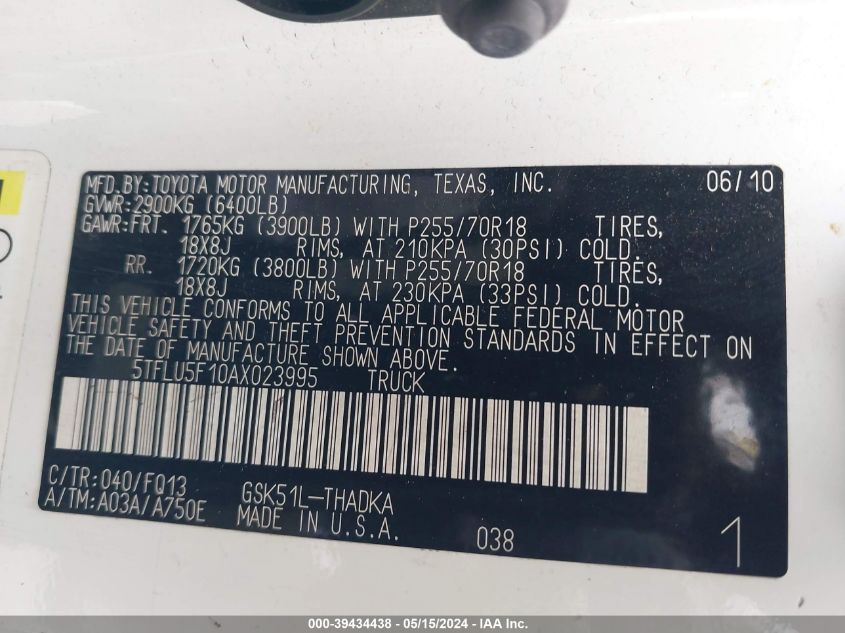 MFD.BY:TOYOTA MOTOR MANUFACTURING, TEXAS, INC. 06/10
GVWR:2900KG (6400LB)
GAWR:FRT. 1765KG (3900LB) WITH P255/70R18 TIRES,
18X8J RIMS, AT 210KPA (30PSI) COLD.
RR. 1720KG (3800LB) WITH P255/70R18 TIRES,
18X8J RIMS, AT 230KPA (33PSI) COLD.
THIS VEHICLE CONFORMS TO ALL APPLICABLE FEDERAL MOTOR
VEHICLE SAFETY AND THEFT PREVENTION STANDARDS IN EFFECT ON
THE DATE OF MANUFACTURE SHOWN ABOVE.
5TFLU5F10AX023995 TRUCK
C/TR:040/FQ13 GSK51L-THADKA
A/TM:A03A/A750E MADE IN U.S.A. 038 1
000-39434438 - 05/15/2024 - IAA Inc.